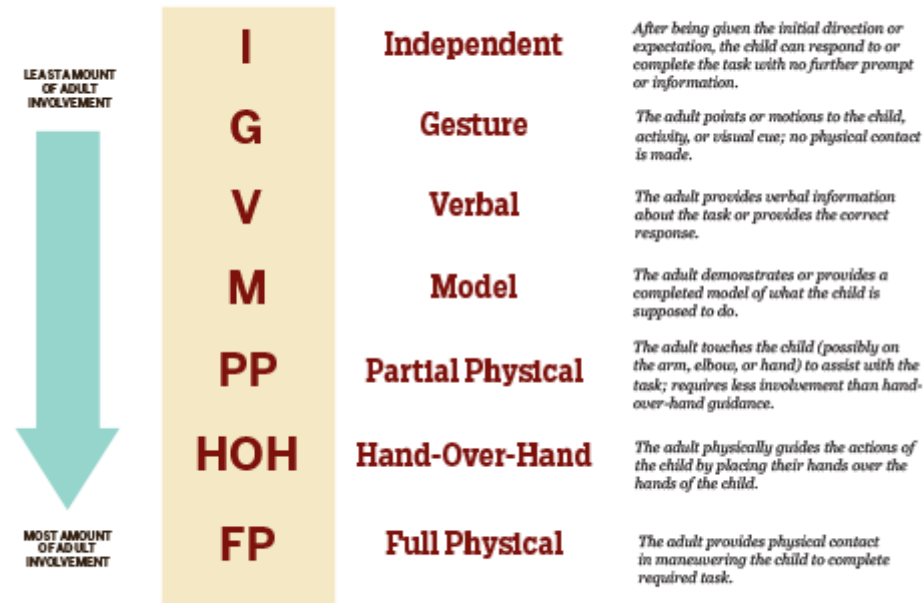 LEAST AMOUNT
OF ADULT
INVOLVEMENT
I
Independent
After being given the initial direction or
expectation, the child can respond to or
complete the task with no further prompt
or information.
G
Gesture
The adult points or motions to the child,
activity, or visual cue; no physical contact
is made.
V
Verbal
The adult provides verbal information
about the task or provides the correct
response.
M
Model
The adult demonstrates or provides a
completed model of what the child is
supposed to do.
PP
Partial Physical
The adult touches the child (possibly on
the arm, elbow, or hand) to assist with the
task; requires less involvement than hand-
over-hand guidance.
HOH
Hand-Over-Hand
The adult physically guides the actions of
the child by placing their hands over the
hands of the child.
MOST AMOUNT
OF ADULT
INVOLVEMENT
FP
Full Physical
The adult provides physical contact
in maneuvering the child to complete
required task.